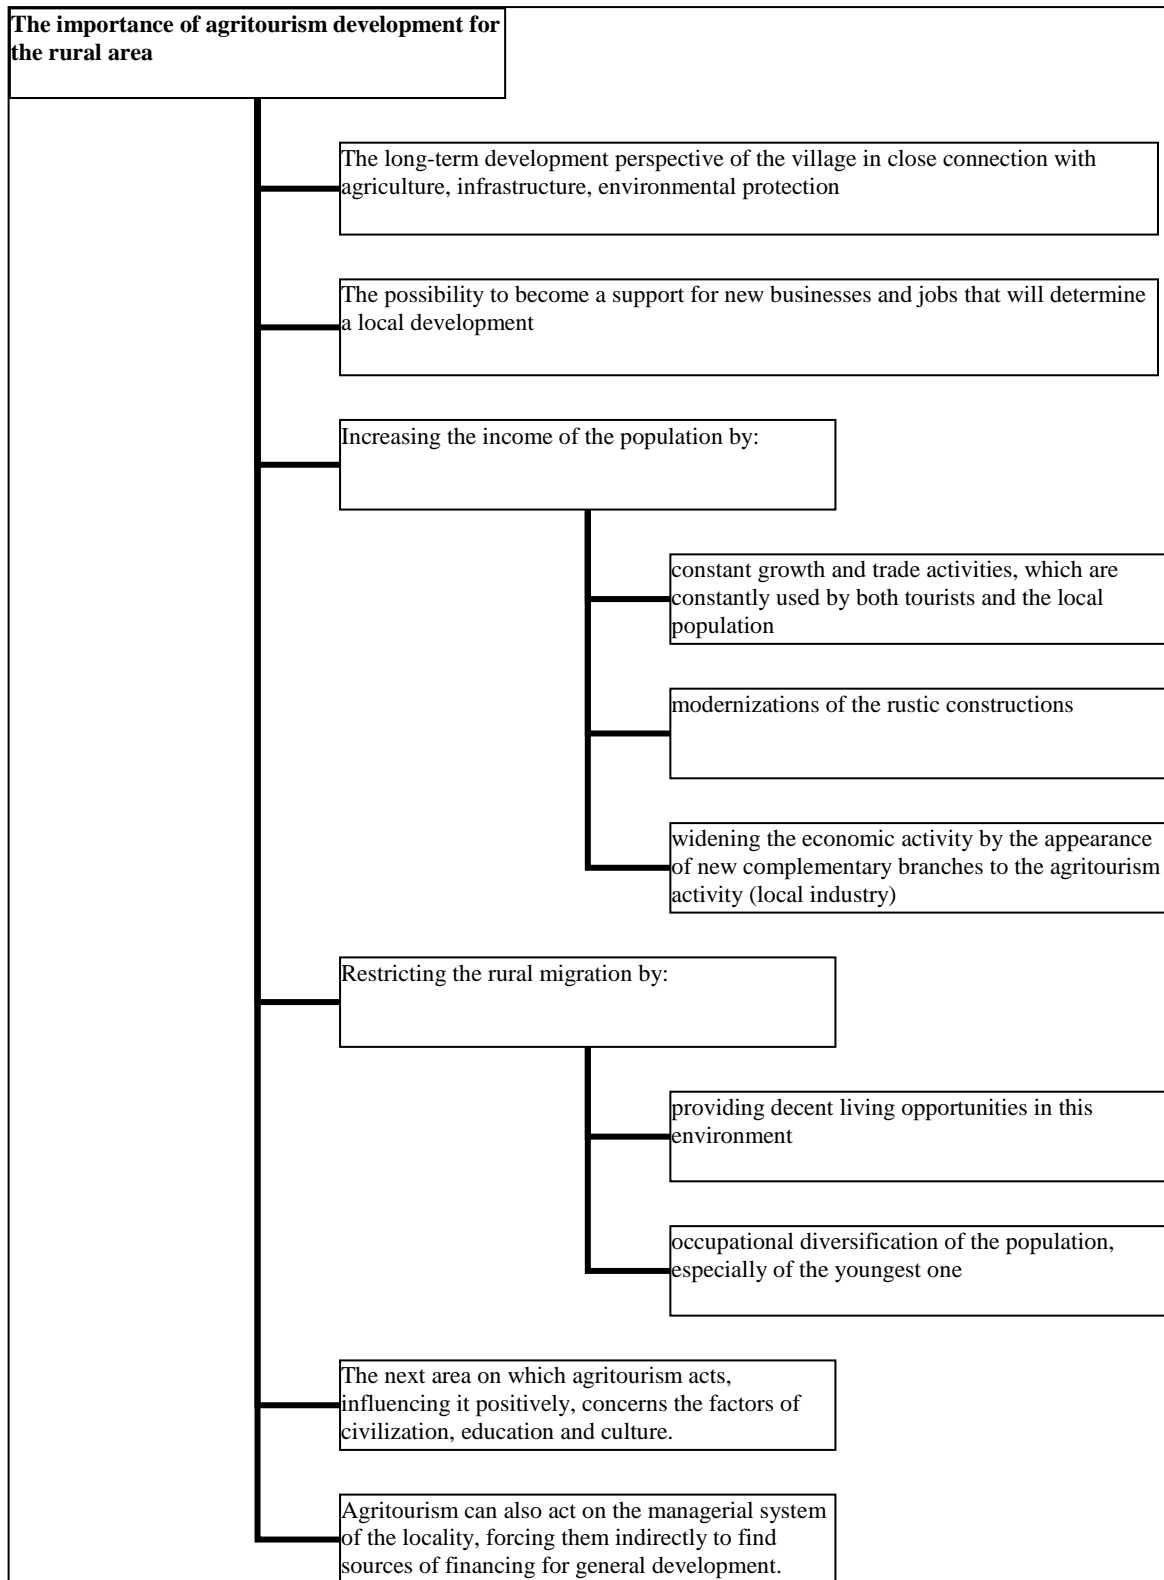 The importance of agritourism development for
the rural area
The long-term development perspective of the village in close connection with
agriculture, infrastructure, environmental protection
The possibility to become a support for new businesses and jobs that will determine
a local development
Increasing the income of the population by:
constant growth and trade activities, which are
constantly used by both tourists and the local
population
modernizations of the rustic constructions
widening the economic activity by the appearance
of new complementary branches to the agritourism
activity (local industry)
Restricting the rural migration by:
providing decent living opportunities in this
environment
occupational diversification of the population,
especially of the youngest one
The next area on which agritourism acts,
influencing it positively, concerns the factors of
civilization, education and culture.
Agritourism can also act on the managerial system
of the locality, forcing them indirectly to find
sources of financing for general development.